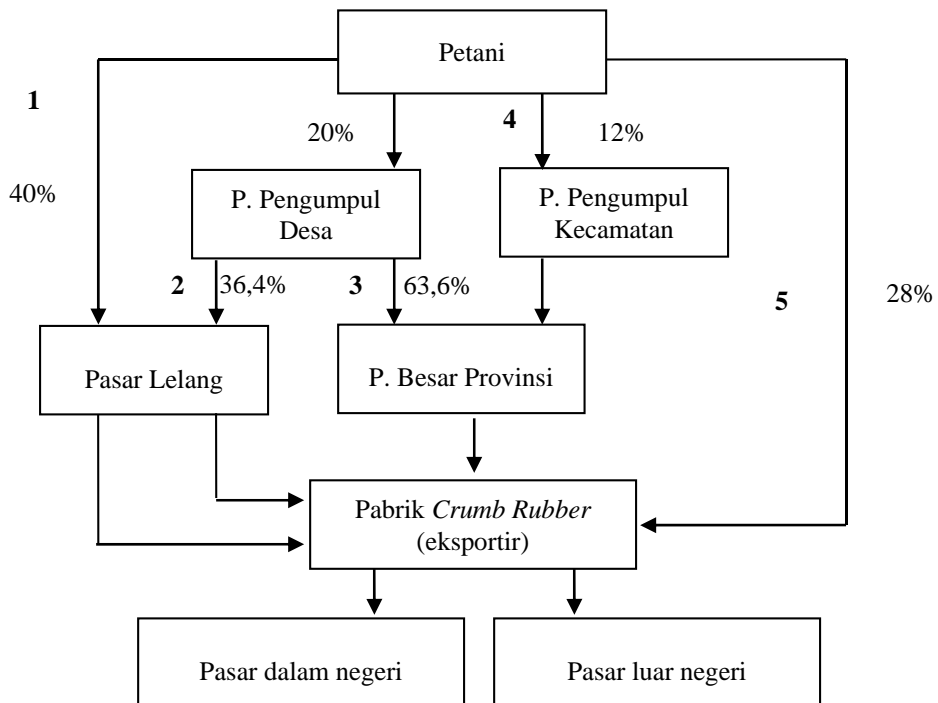 Petani
1
4
20%
12%
40%
P. Pengumpul
Desa
P. Pengumpul
Kecamatan
2
36,4%
3
63,6%
5
28%
Pasar Lelang
P. Besar Provinsi
Pabrik Crumb Rubber
(eksportir)
Pasar dalam negeri
Pasar luar negeri